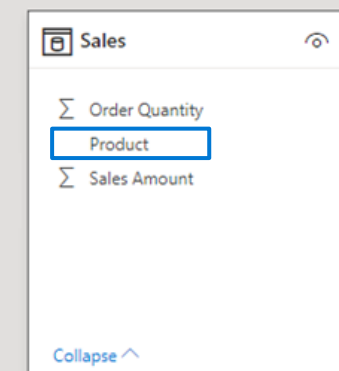 Sales
Order Quantity
Product
Sales Amount
Collapse